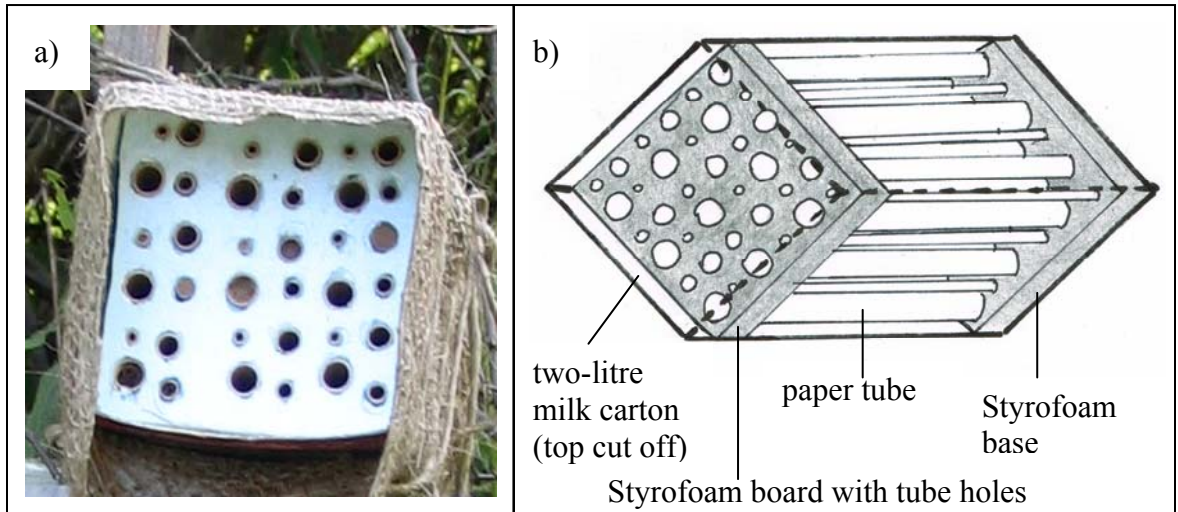 a)
b)
two-litre
milk carton
(top cut off)
paper tube
Styrofoam
base
Styrofoam board with tube holes